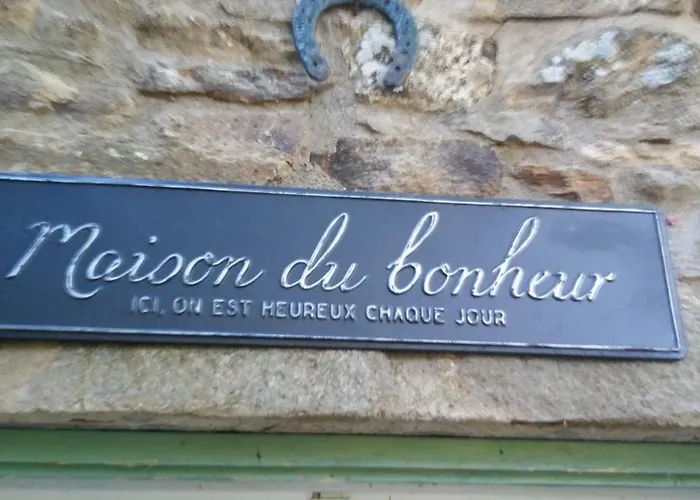 Maison du bonheur
ICI, ON EST HEUREUX CHAQUE JOUR